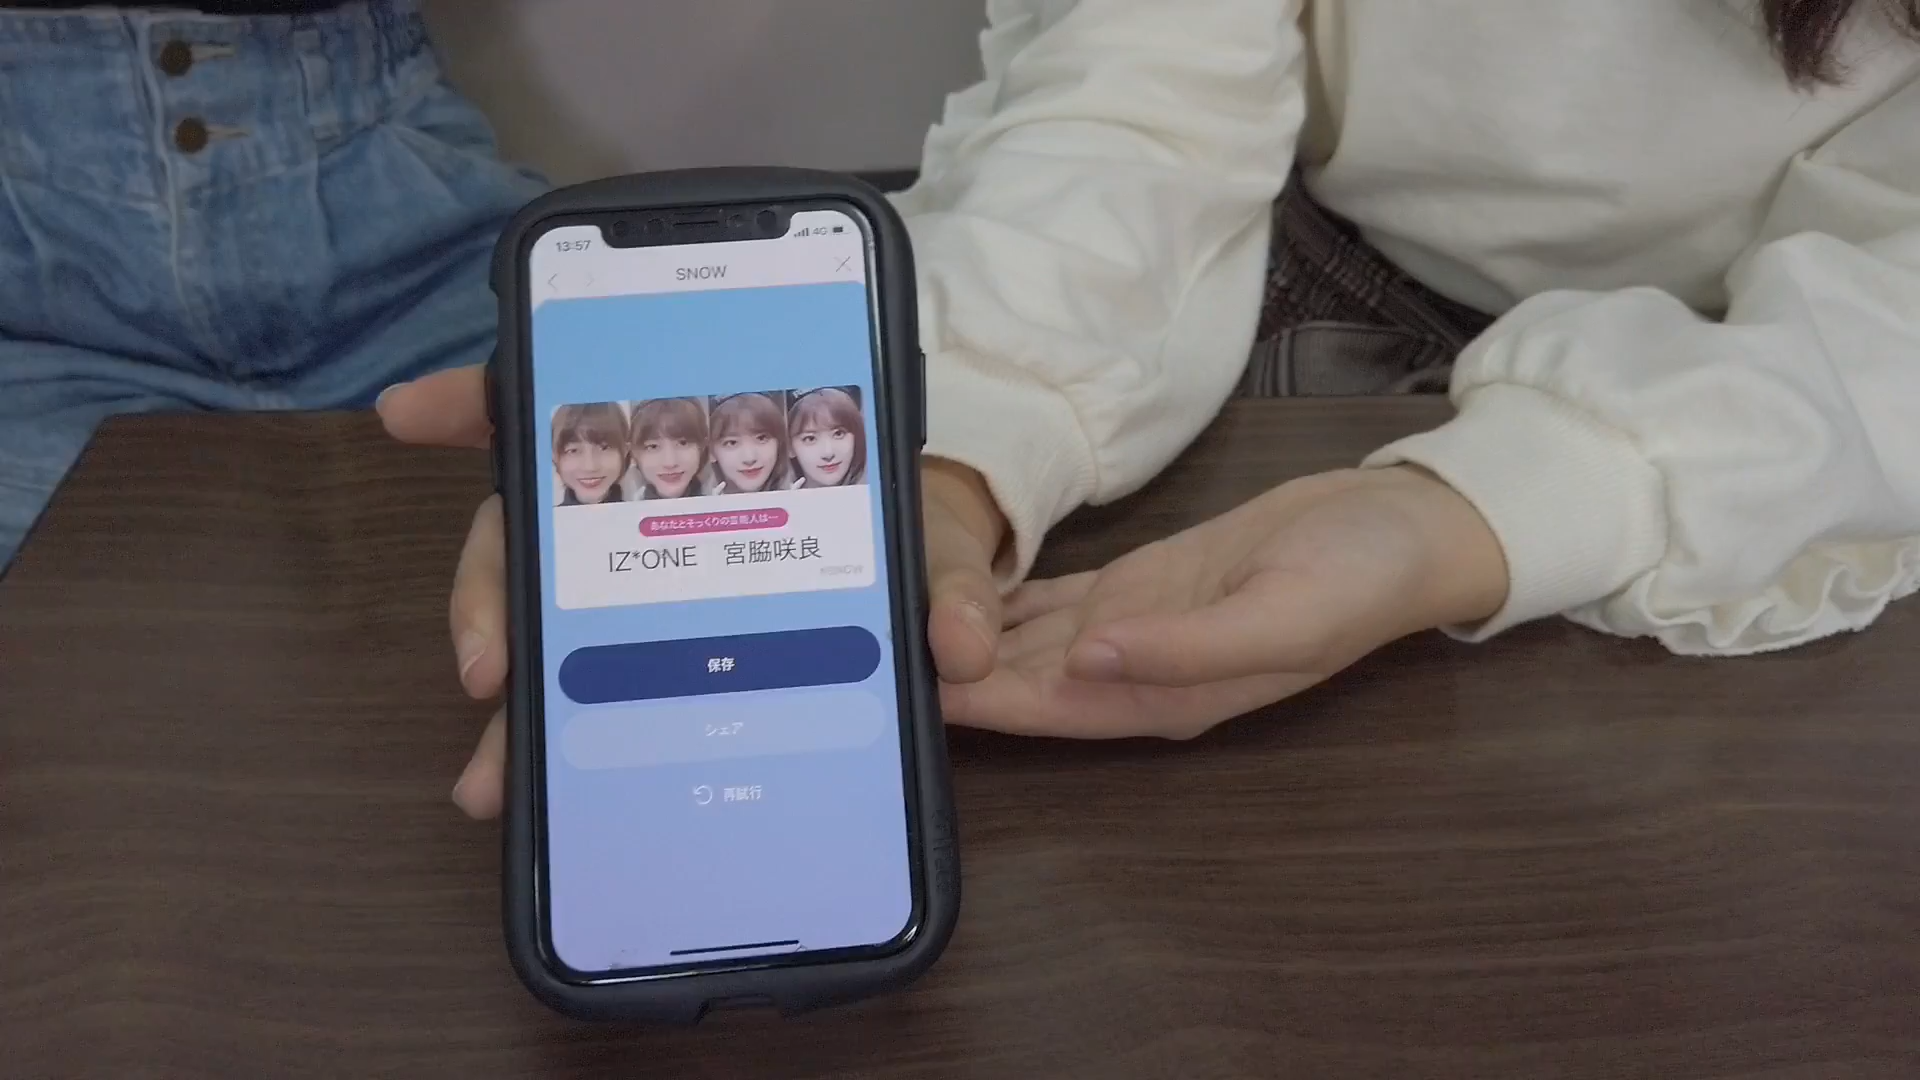 13:57
4G
SNOW
あなたとそっくりの芸能人は…
IZ*ONE 宮脇咲良
#SNOW
保存
シェア
再試行